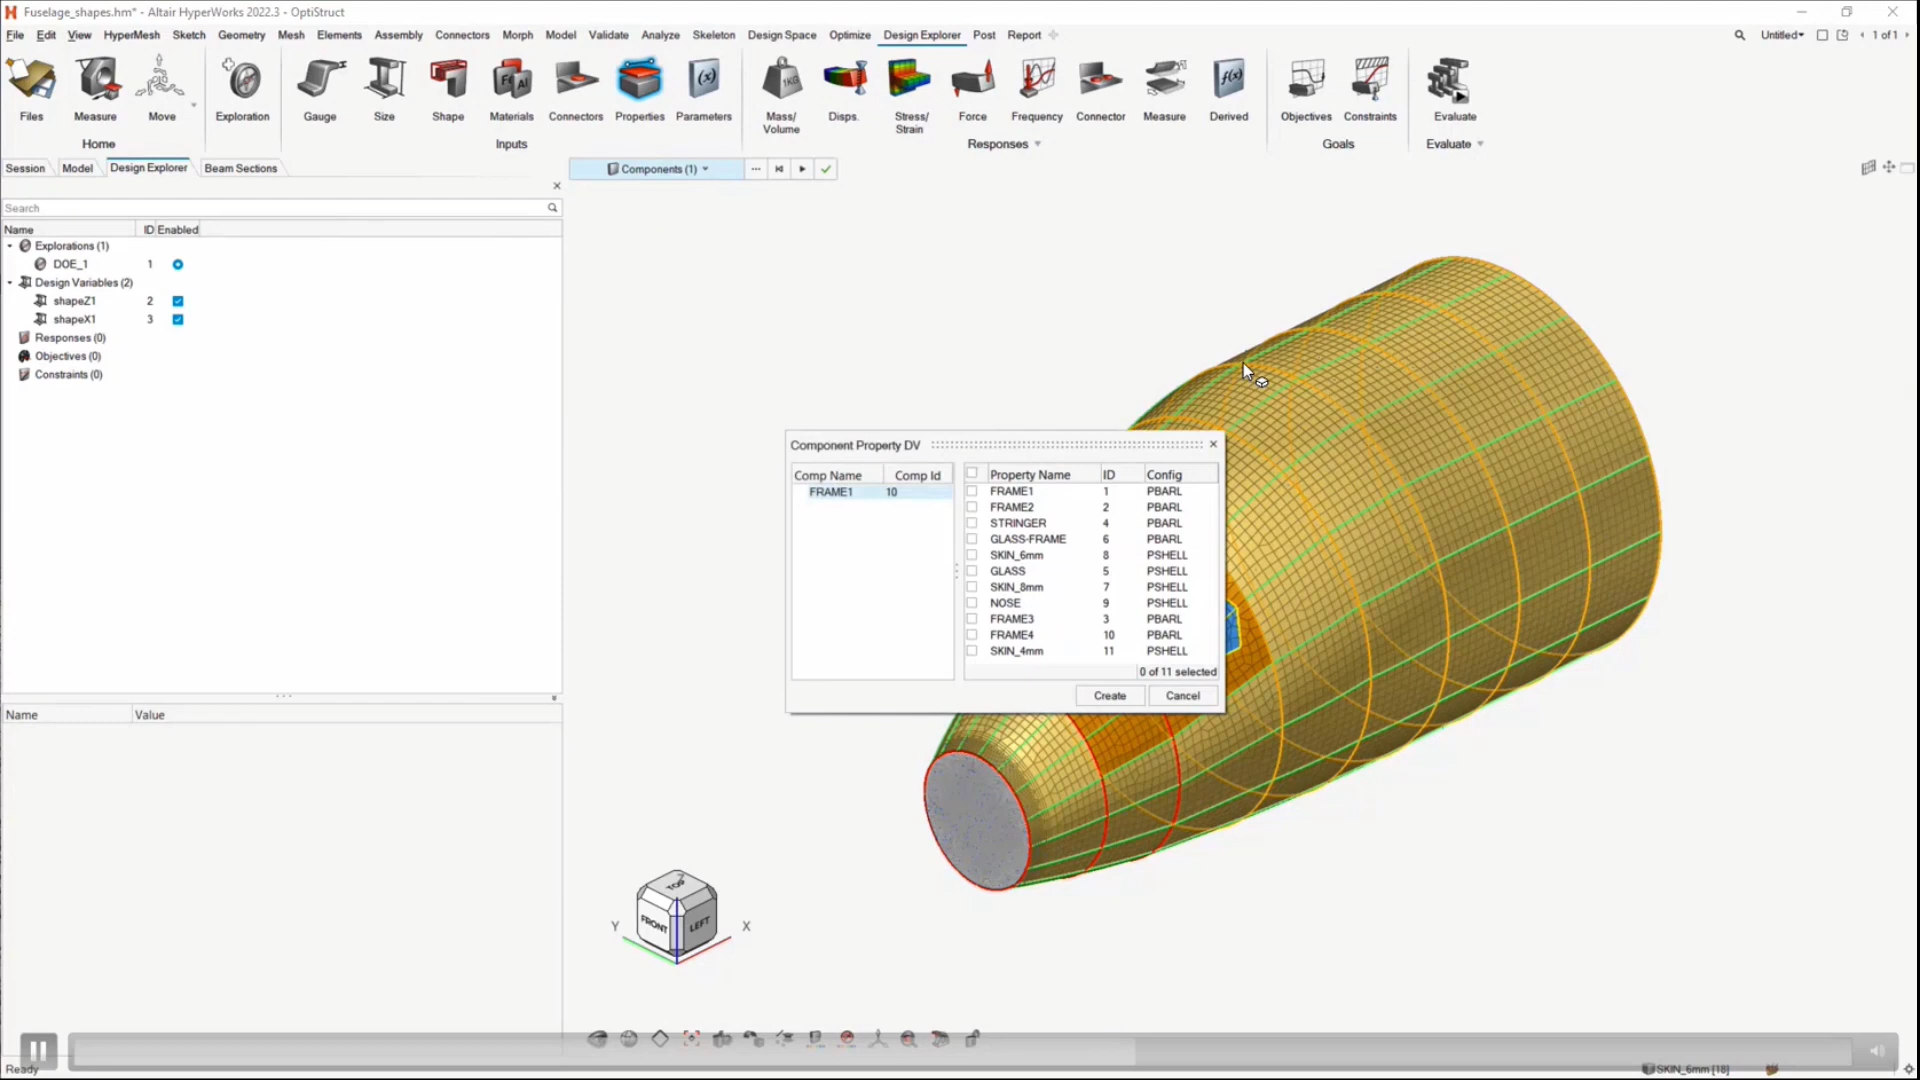 Fuselage_shapes.hm* - Altair HyperWorks 2022.3 - OptiStruct
File Edit View HyperMesh Sketch Geometry Mesh Elements Assembly Connectors Morph Model Validate Analyze Skeleton Design Space Optimize Design Explorer Post Report Untitled 1 of 1
Files Measure Move Exploration Gauge Size Shape Materials Connectors Properties Parameters Mass/ Volume Disps. Stress/ Strain Force Frequency Connector Measure Derived Objectives Constraints Evaluate
Home Inputs Responses Goals Evaluate
Session Model Design Explorer Beam Sections Components (1)
Search
Name ID Enabled
Explorations (1)
DOE_1 1
Design Variables (2)
shapeZ1 2
shapeX1 3
Responses (0)
Objectives (0)
Constraints (0)
Component Property DV
Comp Name Comp Id Property Name ID Config
FRAME1 10
FRAME1 1 PBARL
FRAME2 2 PBARL
STRINGER 4 PBARL
GLASS-FRAME 6 PBARL
SKIN_6mm 8 PSHELL
GLASS 5 PSHELL
SKIN_8mm 7 PSHELL
NOSE 9 PSHELL
FRAME3 3 PBARL
FRAME4 10 PBARL
SKIN_4mm 11 PSHELL
0 of 11 selected
Create Cancel
Name Value
TOP
FRONT LEFT
Y X
Ready
SKIN_6mm [18]